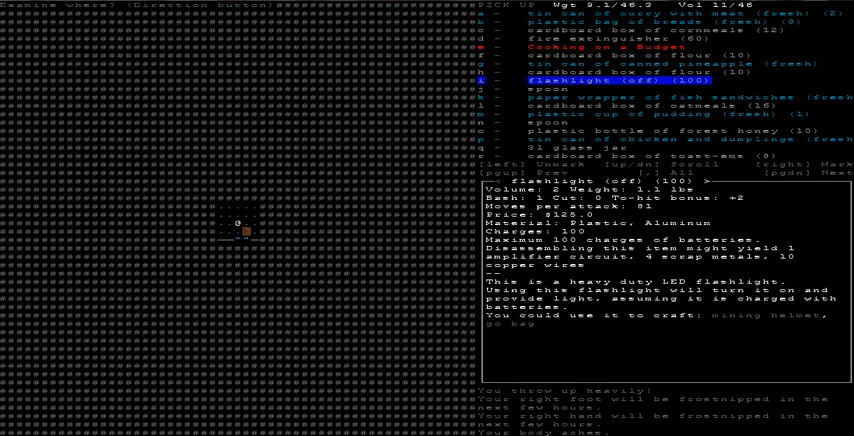 Examine where? (Direction button)
PICK UP Wgt 9.1/46.3 Vol 11/46
a - tin can of curry with meat (fresh) (2)
b - plastic bag of breads (fresh) (8)
c - cardboard box of cornmeals (12)
d - fire extinguisher (60)
e - Cooking on a Budget
f - cardboard box of flour (10)
g - tin can of canned pineapple (fresh)
h - cardboard box of flour (10)
i - flashlight (off) (100)
j - spoon
k - paper wrapper of fish sandwiches (fresh
l - cardboard box of oatmeals (16)
m - plastic cup of pudding (fresh) (1)
n - spoon
o - plastic bottle of forest honey (10)
p - tin can of chicken and dumplings (fresh
q - 3l glass jar
r - cardboard box of toast-ems (8)
[left] Unmark [up/dn] Scroll [right] Mark
[pgup] Prev [,] All [pgdn] Next
< flashlight (off) (100) >
Volume: 2 Weight: 1.1 lbs
Bash: 1 Cut: 0 To-hit bonus: +2
Moves per attack: 81
Price: $125.0
Material: Plastic, Aluminum
Charges: 100
Maximum 100 charges of batteries.
Disassembling this item might yield 1
amplifier circuit, 4 scrap metals, 10
copper wires
--
This is a heavy duty LED flashlight.
Using this flashlight will turn it on and
provide light, assuming it is charged with
batteries.
You could use it to craft: mining helmet,
go bag
You throw up heavily!
Your right foot will be frostnipped in the
next few hours.
Your right hand will be frostnipped in the
next few hours.
Your body aches.